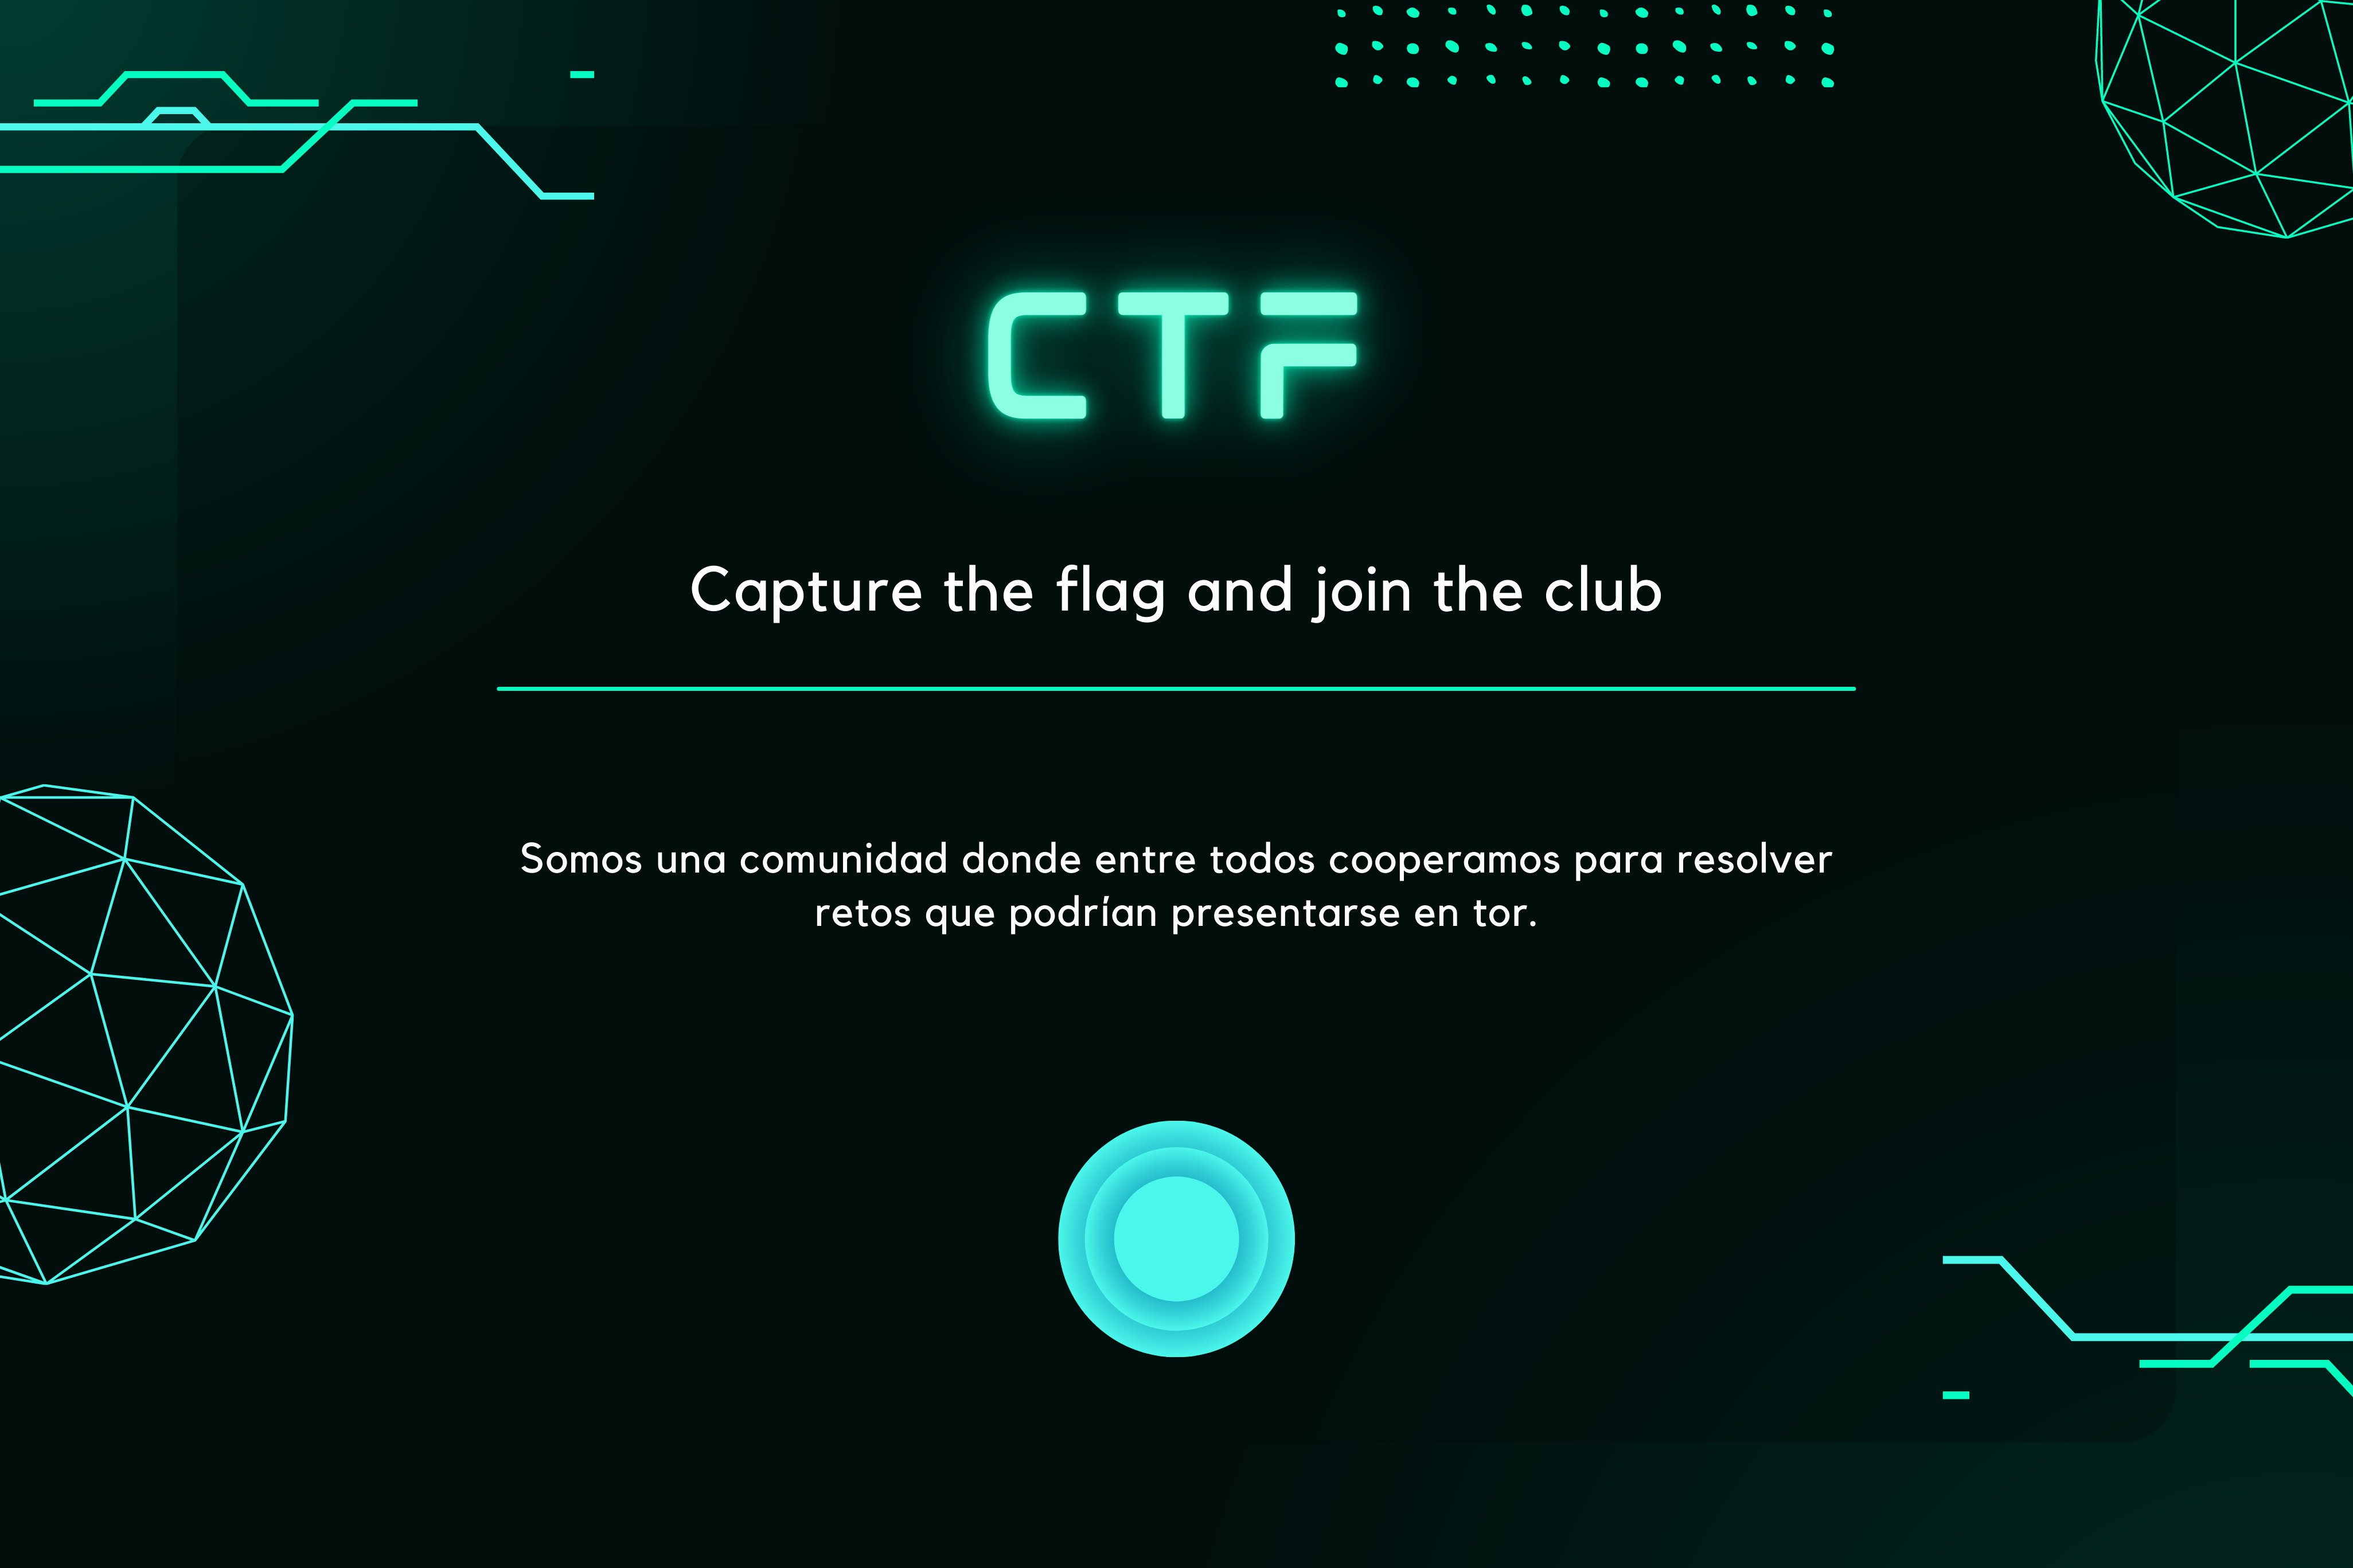 CTF
Capture the flag and join the club
Somos una comunidad donde entre todos cooperamos para resolver
retos que podrían presentarse en tor.